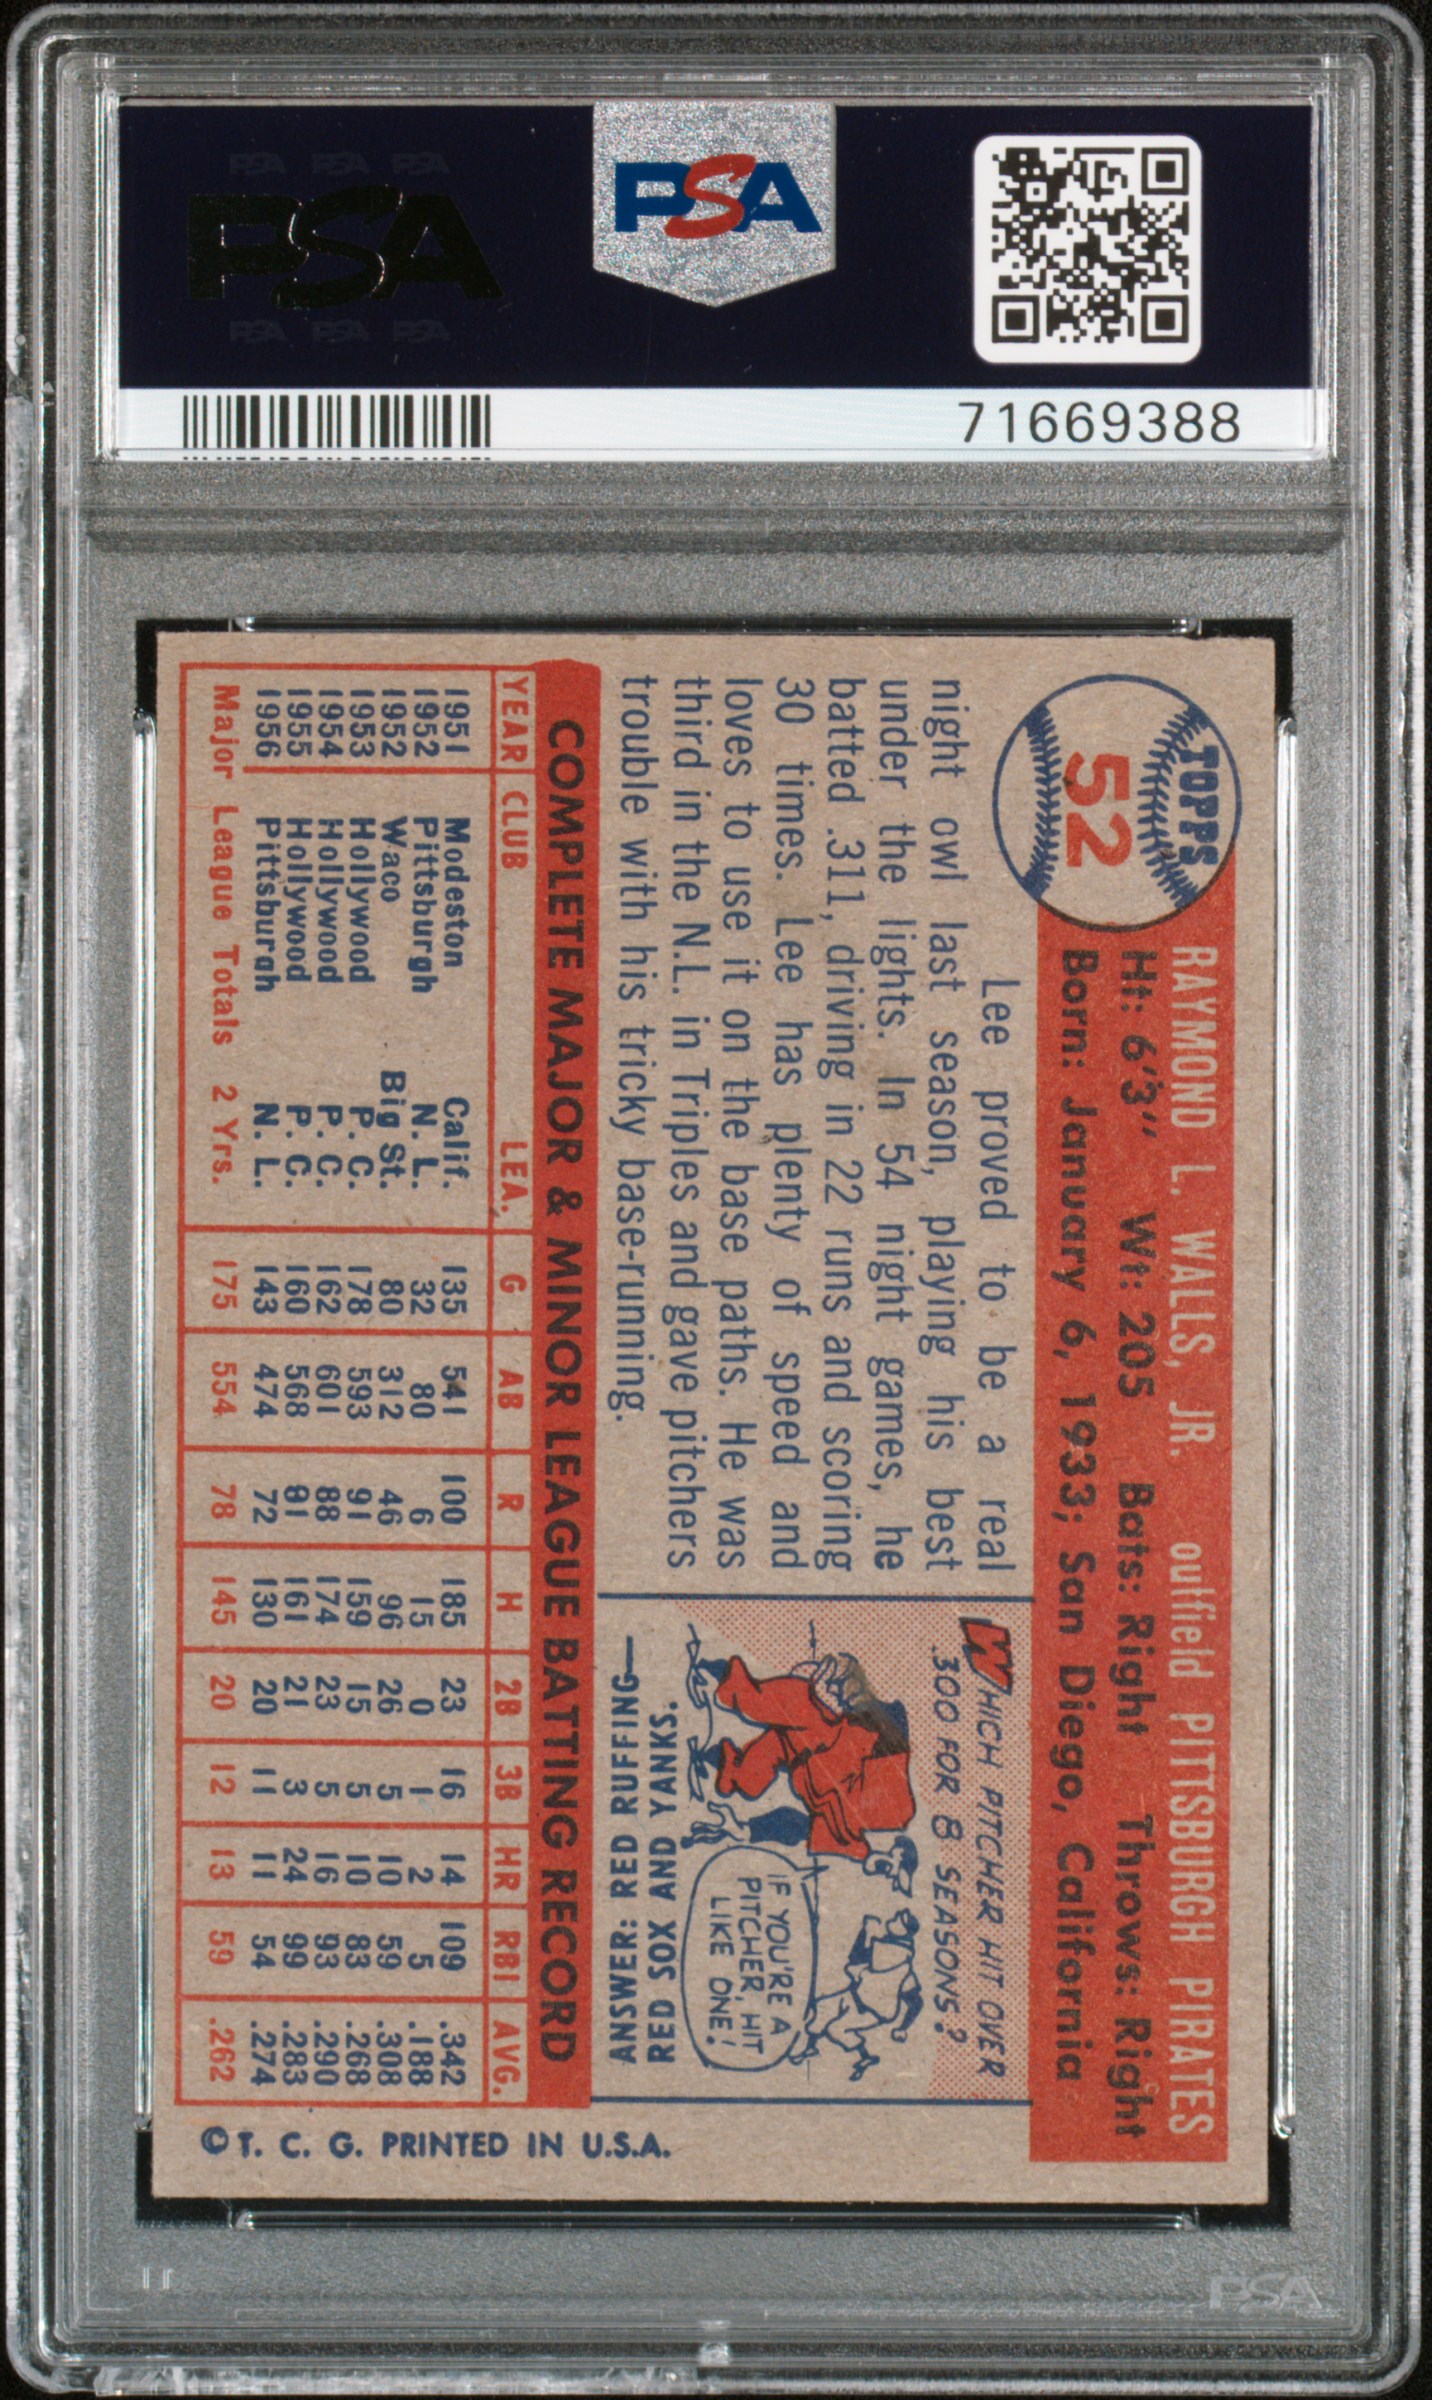 PSA PSA PSA
PSA
PSA PSA PSA
PSA
71669388
TOPPS
52
RAYMOND L. WALLS, JR. outfield PITTSBURGH PIRATES
Ht: 6'3" Wt: 205 Bats: Right Throws: Right
Born: January 6, 1933; San Diego, California
Lee proved to be a real
night owl last season, playing his best
under the lights. In 54 night games, he
batted .311, driving in 22 runs and scoring
30 times. Lee has plenty of speed and
loves to use it on the base paths. He was
third in the N.L. in Triples and gave pitchers
trouble with his tricky base-running.
WHICH PITCHER HIT OVER
.300 FOR 8 SEASONS?
IF YOU'RE A
PITCHER, HIT
LIKE ONE!
ANSWER: RED RUFFING—
RED SOX AND YANKS.
COMPLETE MAJOR & MINOR LEAGUE BATTING RECORD
YEAR CLUB LEA. G AB R H 2B 3B HR RBI AVG.
1951 Modeston Calif. 135 541 100 185 23 16 14 109 .342
1952 Pittsburgh N. L. 32 80 6 15 0 1 2 5 .188
1952 Waco Big St. 80 312 46 96 26 5 10 59 .308
1953 Hollywood P. C. 178 593 91 159 15 5 10 83 .268
1954 Hollywood P. C. 162 601 88 174 23 5 16 93 .290
1955 Hollywood P. C. 160 568 91 161 21 3 24 99 .283
1956 Pittsburgh N. L. 143 474 72 130 20 11 11 54 .274
Major League Totals 2 Yrs. 175 554 78 145 20 12 13 59 .262
© T. C. G. PRINTED IN U.S.A.
PSA